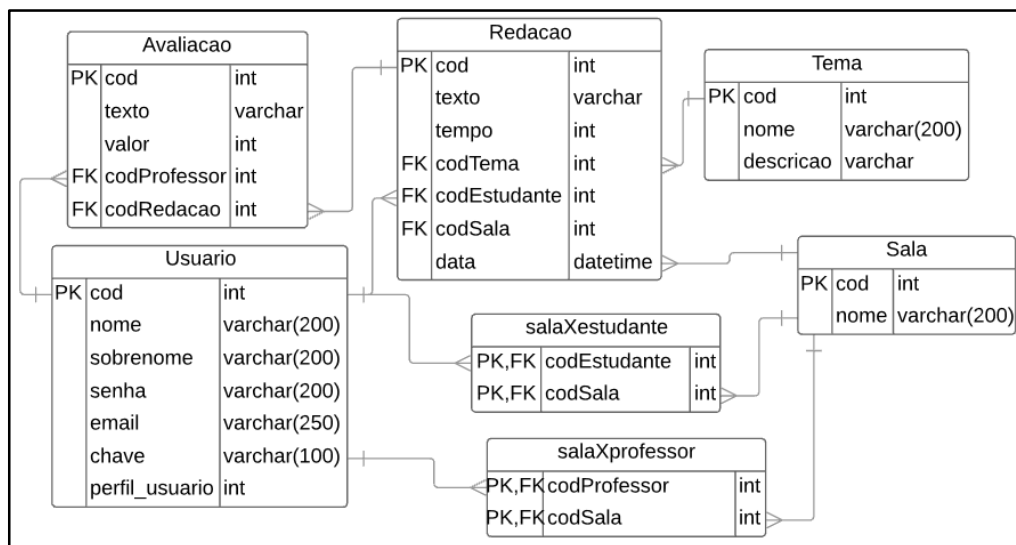 Avaliacao
PK cod int
texto varchar
valor int
FK codProfessor int
FK codRedacao int
Redacao
PK cod int
texto varchar
tempo int
FK codTema int
FK codEstudante int
FK codSala int
data datetime
Tema
PK cod int
nome varchar(200)
descricao varchar
Usuario
PK cod int
nome varchar(200)
sobrenome varchar(200)
senha varchar(200)
email varchar(250)
chave varchar(100)
perfil_usuario int
Sala
PK cod int
nome varchar(200)
salaXestudante
PK,FK codEstudante int
PK,FK codSala int
salaXprofessor
PK,FK codProfessor int
PK,FK codSala int